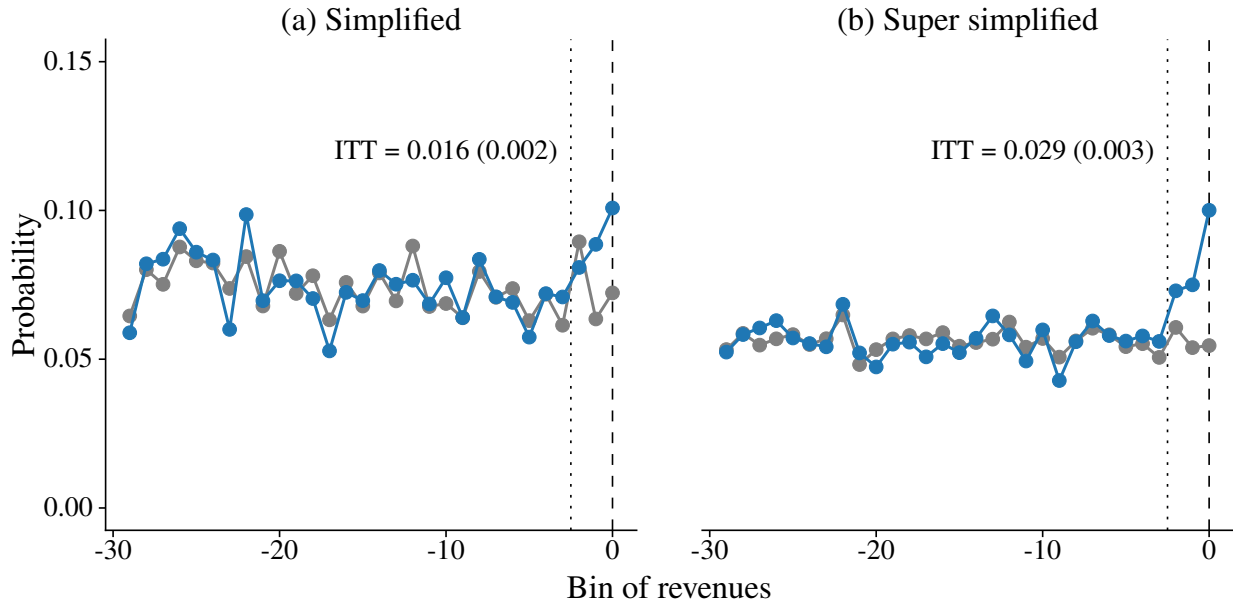 (a) Simplified
(b) Super simplified
0.15
0.10
0.05
0.00
Probability
ITT = 0.016 (0.002)
ITT = 0.029 (0.003)
-30
-20
-10
0
-30
-20
-10
0
Bin of revenues